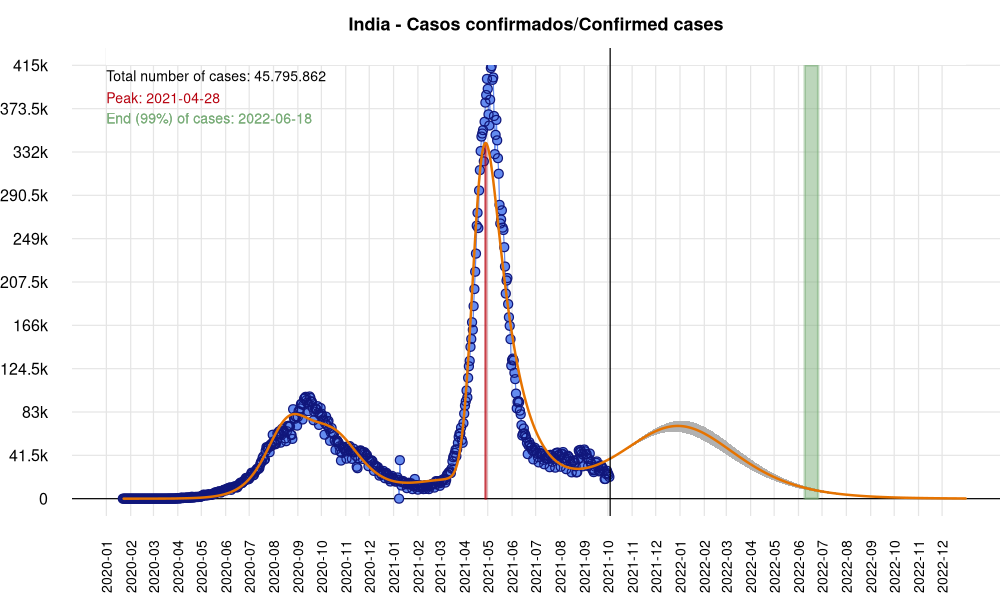 India - Casos confirmados/Confirmed cases
Total number of cases: 45.795.862
Peak: 2021-04-28
End (99%) of cases: 2022-06-18
415k
373.5k
332k
290.5k
249k
207.5k
166k
124.5k
83k
41.5k
0
2020-01
2020-02
2020-03
2020-04
2020-05
2020-06
2020-07
2020-08
2020-09
2020-10
2020-11
2020-12
2021-01
2021-02
2021-03
2021-04
2021-05
2021-06
2021-07
2021-08
2021-09
2021-10
2021-11
2021-12
2022-01
2022-02
2022-03
2022-04
2022-05
2022-06
2022-07
2022-08
2022-09
2022-10
2022-11
2022-12